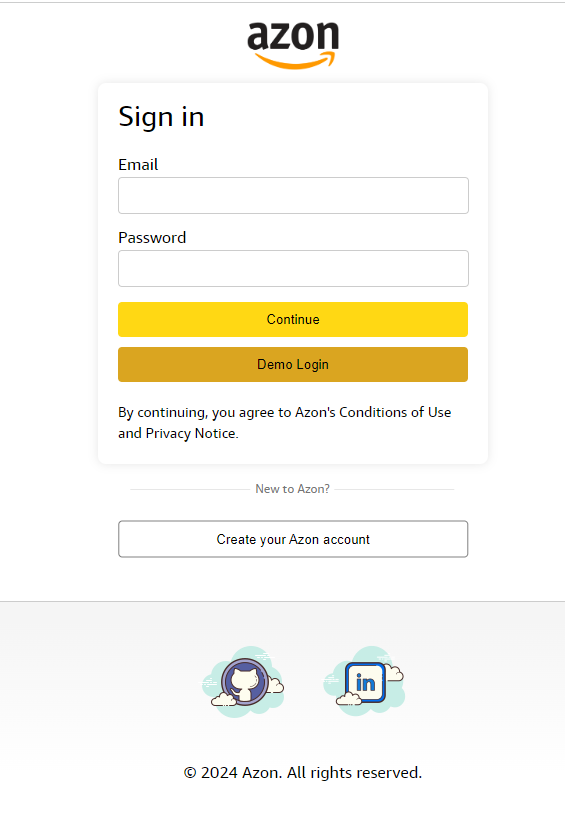 azon
Sign in
Email
Password
Continue
Demo Login
By continuing, you agree to Azon's Conditions of Use
and Privacy Notice.
New to Azon?
Create your Azon account
in
© 2024 Azon. All rights reserved.